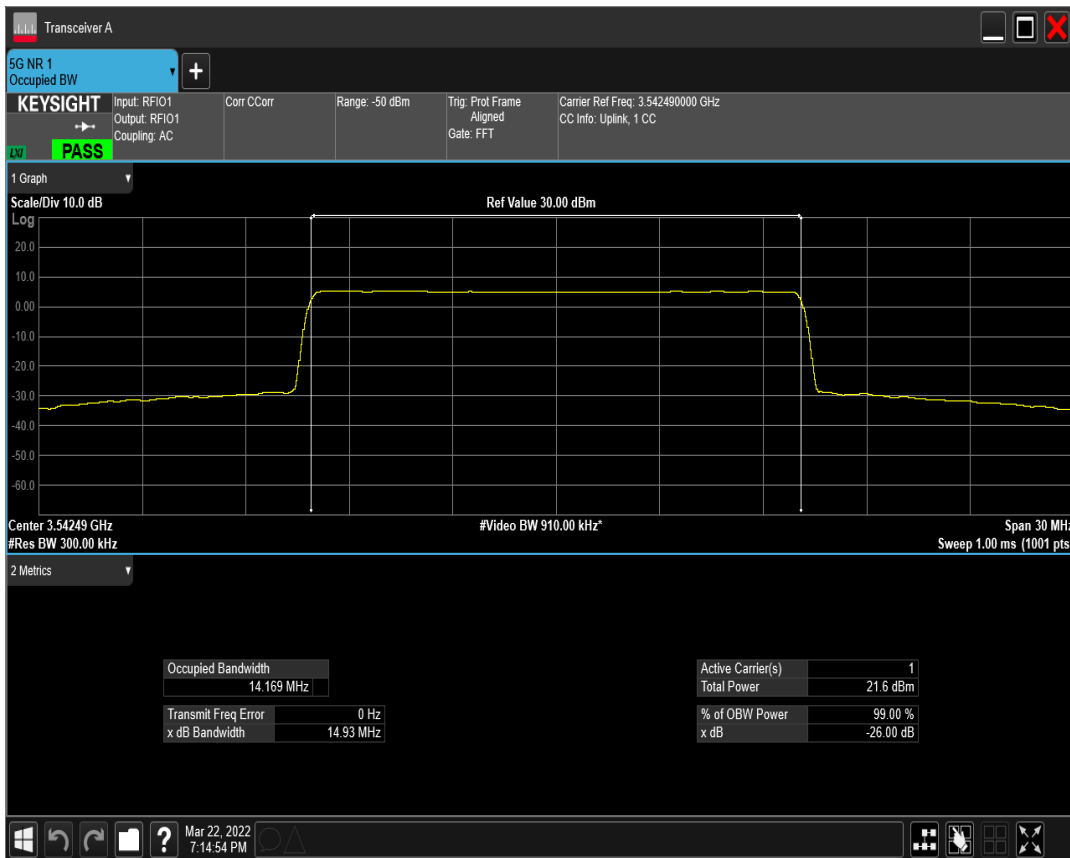 Transceiver A
5G NR 1
Occupied BW
+
KEYSIGHT
LXI
PASS
Input: RFIO1
Output: RFIO1
Coupling: AC
Corr CCorr
Range: -50 dBm
Trig: Prot Frame
Aligned
Gate: FFT
Carrier Ref Freq: 3.542490000 GHz
CC Info: Uplink, 1 CC
1 Graph
Scale/Div 10.0 dB
Ref Value 30.00 dBm
Log
20.0
10.0
0.00
-10.0
-20.0
-30.0
-40.0
-50.0
-60.0
Center 3.54249 GHz
#Video BW 910.00 kHz*
Span 30 MHz
#Res BW 300.00 kHz
Sweep 1.00 ms (1001 pts
2 Metrics
Occupied Bandwidth
14.169 MHz
Transmit Freq Error 0 Hz
x dB Bandwidth 14.93 MHz
Active Carrier(s) 1
Total Power 21.6 dBm
% of OBW Power 99.00 %
x dB -26.00 dB
?
Mar 22, 2022
7:14:54 PM